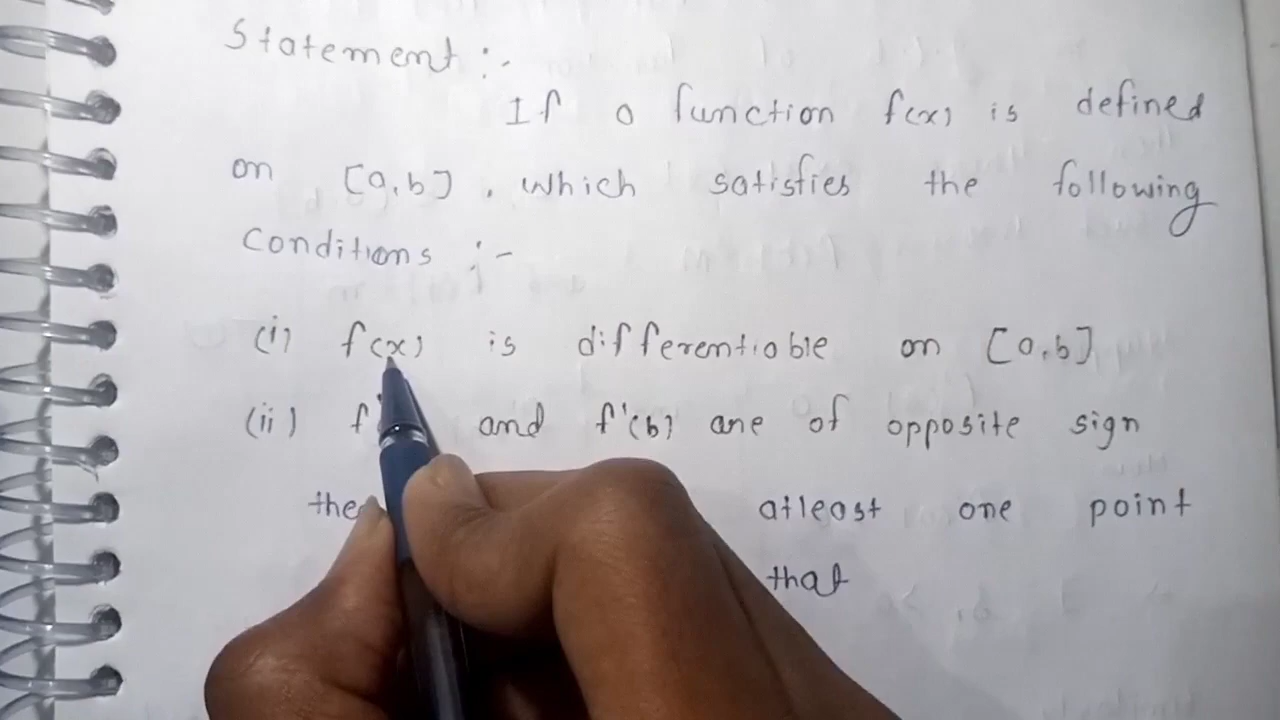 Statement :-
If a function f(x) is defined
on [a,b] , which satisfies the following
Conditions ;-
(i) f(x) is differentiable on [a,b]
(ii) and f'(b) are of opposite sign
atleast one point
that